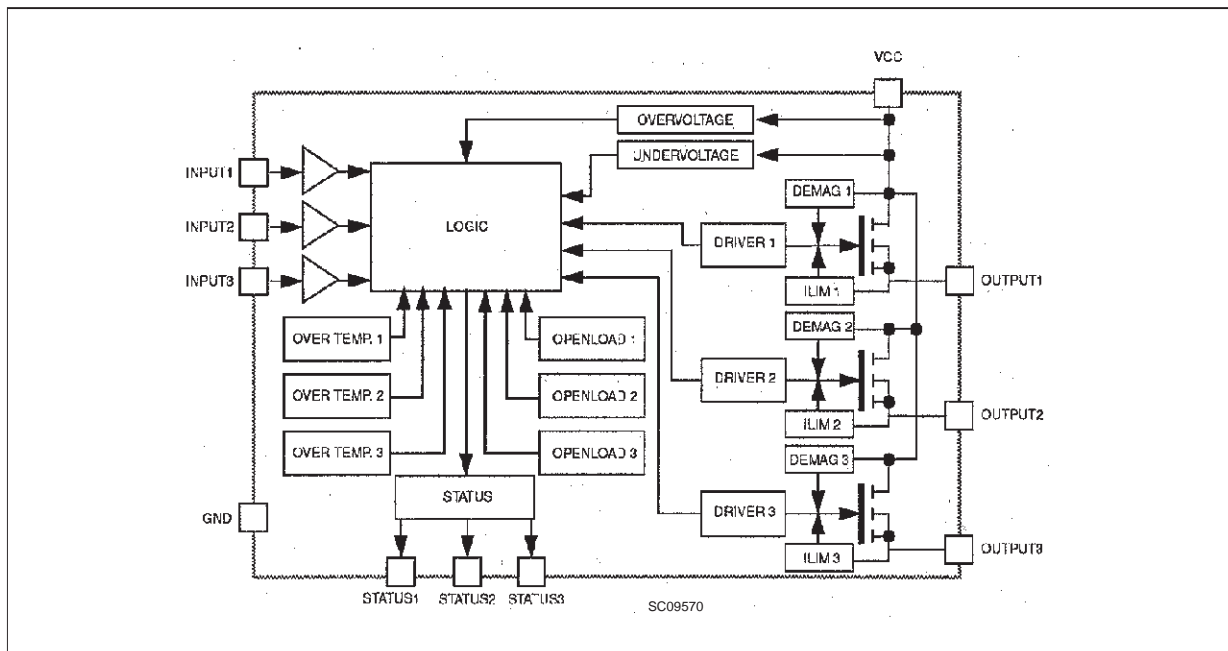 VCC
OVERVOLTAGE
UNDERVOLTAGE
INPUT1
INPUT2
INPUT3
LOGIC
DEMAG 1
DRIVER 1
ILIM 1
OUTPUT1
OVER TEMP. 1
OPENLOAD 1
DEMAG 2
OVER TEMP. 2
OPENLOAD 2
DRIVER 2
ILIM 2
OUTPUT2
OVER TEMP. 3
OPENLOAD 3
DEMAG 3
STATUS
GND
DRIVER 3
ILIM 3
OUTPUT3
STATUS1
STATUS2
STATUS3
SC09570